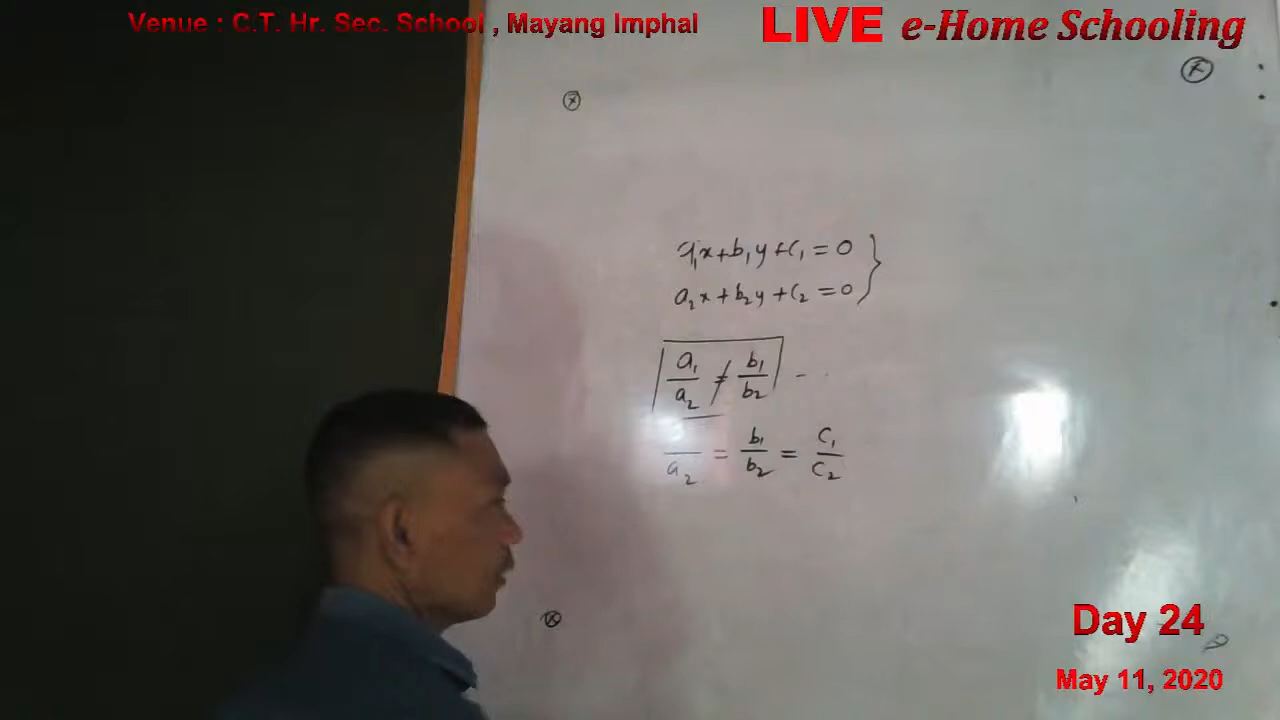 Venue : C.T. Hr. Sec. School , Mayang Imphal
LIVE e-Home Schooling
a₁x+b₁y+c₁=0
a₂x+b₂y+c₂=0
a₁/a₂ ≠ b₁/b₂ - ..
/a₂ = b₁/b₂ = c₁/c₂
Day 24
May 11, 2020